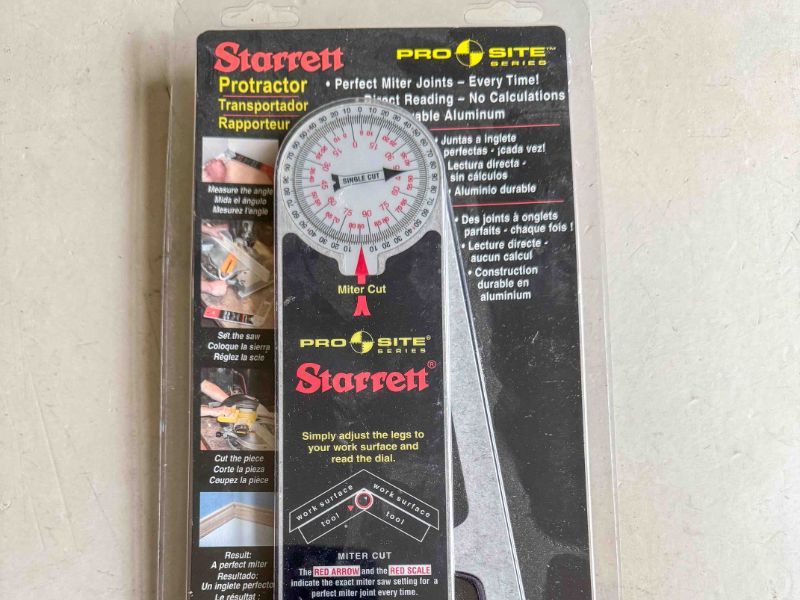 Starrett
PRO SITE™
SERIES
Protractor
Transportador
Rapporteur
• Perfect Miter Joints – Every Time!
Direct Reading – No Calculations
Aluminum
• Juntas a inglete
perfectas - ¡cada vez!
Lectura directa -
sin cálculos
• Aluminio durable
• Des joints à onglets
parfaits - chaque fois !
• Lecture directe -
aucun calcul
• Construction
durable en
aluminium
SINGLE CUT
Measure the angle
Mida el ángulo
Mesurez l'angle
Miter Cut
Set the saw
Coloque la sierra
Réglez la scie
PRO SITE®
SERIES
Starrett®
Cut the piece
Corte la pieza
Coupez la pièce
Simply adjust the legs to
your work surface and
read the dial.
work surface
work surface
tool
tool
MITER CUT
The RED ARROW and the RED SCALE
indicate the exact miter saw setting for a
perfect miter joint every time.
Result:
A perfect miter
Resultado:
Un inglete perfecto
Le résultat :